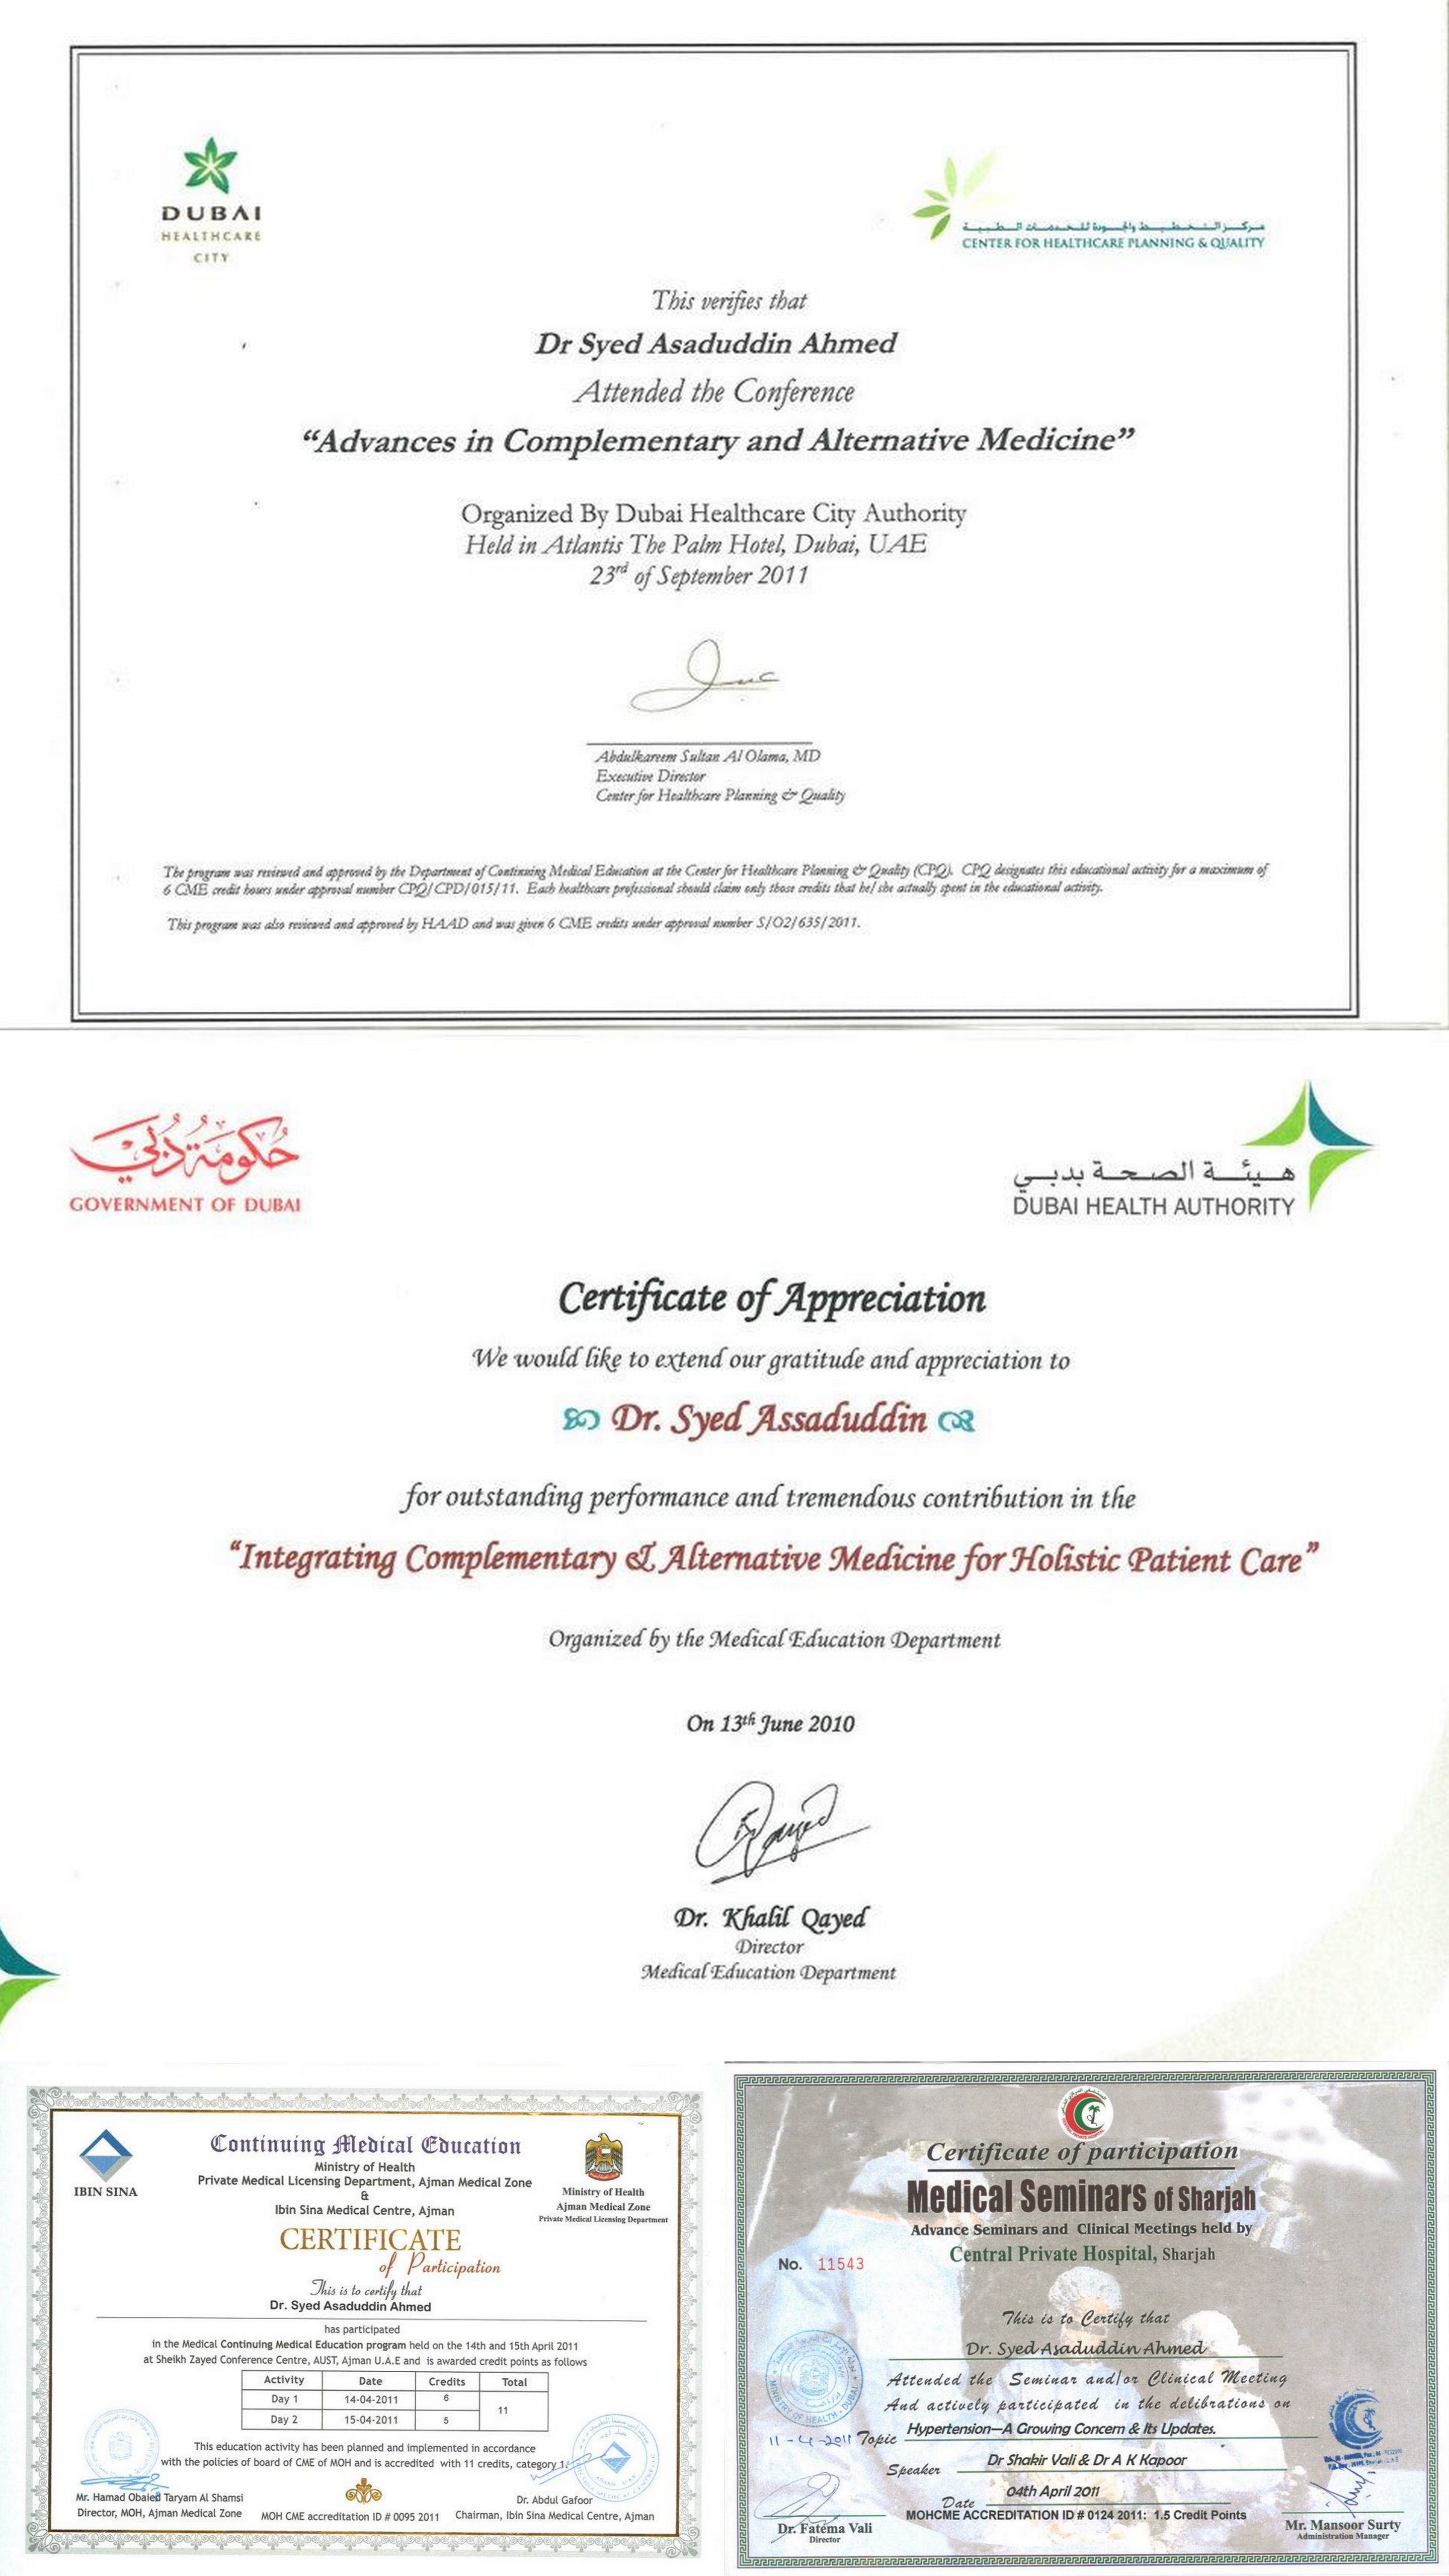 DUBAI
HEALTHCARE
CITY
مركز التخطيط والجودة للخدمات الطبية
CENTER FOR HEALTHCARE PLANNING & QUALITY
This verifies that
Dr Syed Asaduddin Ahmed
Attended the Conference
“Advances in Complementary and Alternative Medicine”
Organized By Dubai Healthcare City Authority
Held in Atlantis The Palm Hotel, Dubai, UAE
23rd of September 2011
Abdulkareem Sultan Al Olama, MD
Executive Director
Center for Healthcare Planning & Quality
The program was reviewed and approved by the Department of Continuing Medical Education at the Center for Healthcare Planning & Quality (CPQ). CPQ designates this educational activity for a maximum of
6 CME credit hours under approval number CPQ/CPD/015/11. Each healthcare professional should claim only those credits that he/she actually spent in the educational activity.
This program was also reviewed and approved by HAAD and was given 6 CME credits under approval number S/O2/635/2011.
حكومة دبي
GOVERNMENT OF DUBAI
هيئة الصحة بدبي
DUBAI HEALTH AUTHORITY
Certificate of Appreciation
We would like to extend our gratitude and appreciation to
Dr. Syed Assaduddin
for outstanding performance and tremendous contribution in the
“Integrating Complementary & Alternative Medicine for Holistic Patient Care”
Organized by the Medical Education Department
On 13th June 2010
Dr. Khalil Qayed
Director
Medical Education Department
IBIN SINA
Continuing Medical Education
Ministry of Health
Private Medical Licensing Department, Ajman Medical Zone
&
Ibin Sina Medical Centre, Ajman
Ministry of Health
Ajman Medical Zone
Private Medical Licensing Department
CERTIFICATE
of Participation
This is to certify that
Dr. Syed Asaduddin Ahmed
has participated
in the Medical Continuing Medical Education program held on the 14th and 15th April 2011
at Sheikh Zayed Conference Centre, AUST, Ajman U.A.E and is awarded credit points as follows
Activity Date Credits Total
Day 1 14-04-2011 6
11
Day 2 15-04-2011 5
This education activity has been planned and implemented in accordance
with the policies of board of CME of MOH and is accredited with 11 credits, category 1.
Mr. Hamad Obaied Taryam Al Shamsi
Director, MOH, Ajman Medical Zone
MOH CME accreditation ID # 0095 2011
Dr. Abdul Gafoor
Chairman, Ibin Sina Medical Centre, Ajman
Certificate of participation
Medical Seminars of Sharjah
Advance Seminars and Clinical Meetings held by
Central Private Hospital, Sharjah
No. 11543
This is to Certify that
Dr. Syed Asaduddin Ahmed
Attended the Seminar and/or Clinical Meeting
And actively participated in the delibrations on
MINISTRY OF HEALTH - DUBAI
11-4-2011
Topic Hypertension—A Growing Concern & Its Updates.
Speaker Dr Shakir Vali & Dr A K Kapoor
Date 04th April 2011
MOHCME ACCREDITATION ID # 0124 2011: 1.5 Credit Points
Dr. Fatema Vali
Director
Mr. Mansoor Surty
Administration Manager